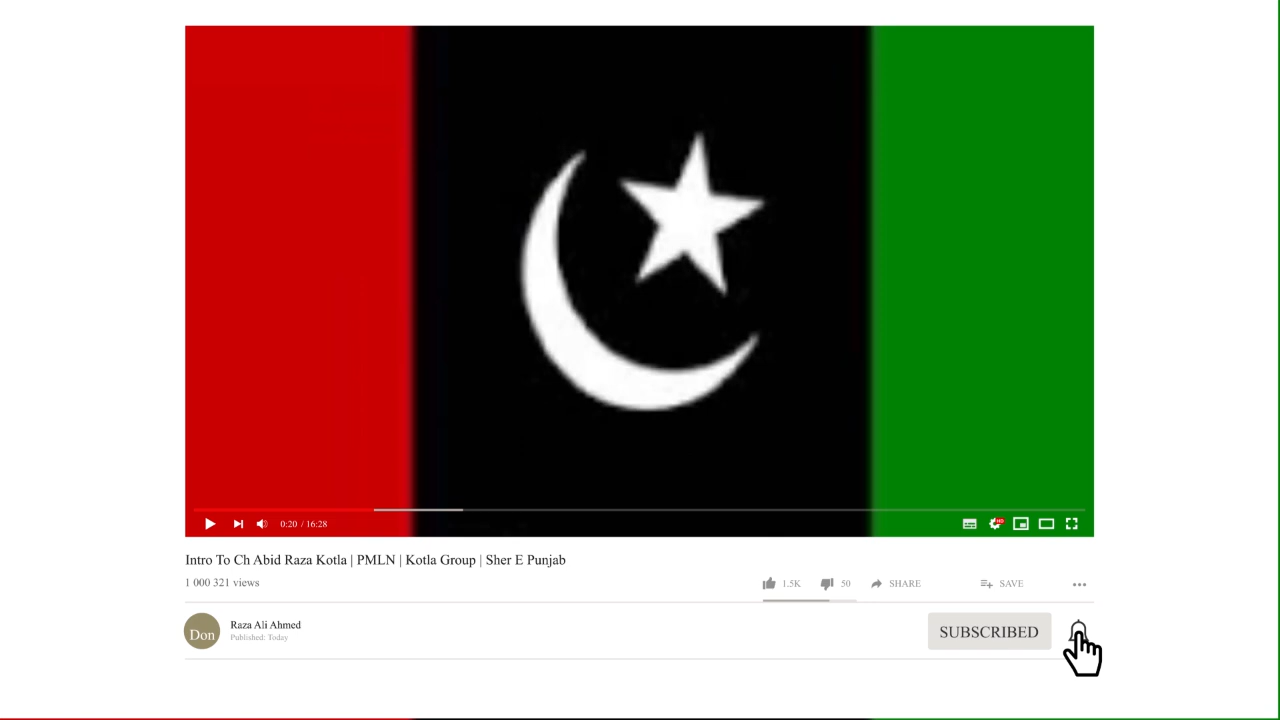 0:20 / 16:28
HD
Intro To Ch Abid Raza Kotla | PMLN | Kotla Group | Sher E Punjab
1 000 321 views
1.5K 50 SHARE SAVE
Don
Raza Ali Ahmed
Published: Today
SUBSCRIBED